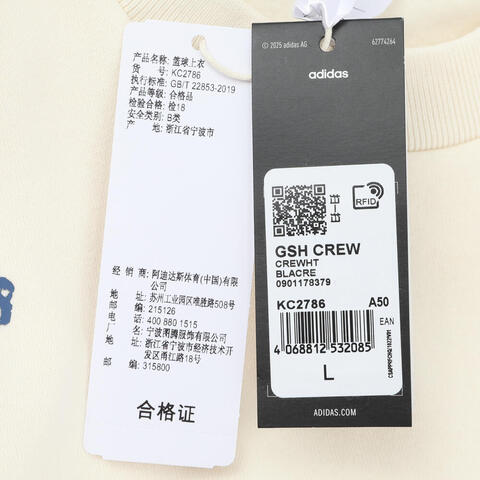 产品名称: 篮球上衣
货 号: KC2786
执行标准: GB/T 22853-2019
产品等级: 合格品
检验合格: 检18
安全类别: B类
产 地: 浙江省宁波市
经 销 商: 阿迪达斯体育(中国)有限公司
地 址: 苏州工业园区唯胜路508号
邮 编: 215126
电 话: 400 880 1515
厂 名: 宁波图腾服饰有限公司
地 址: 浙江省宁波市经济技术开发区甬江路18号
邮 编: 315800
合格证
© 2025 adidas AG
62774264
adidas
RFID
GSH CREW
CREWHT
BLACRE
0901178379
KC2786 A50
EAN
4 068812 532085
L
ADIDAS.COM